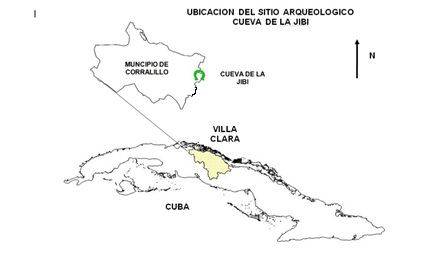 I
UBICACION DEL SITIO ARQUEOLOGICO
CUEVA DE LA JIBI
MUNCIPIO DE
CORRALILLO
CUEVA DE LA
JIBI
N
VILLA
CLARA
CUBA